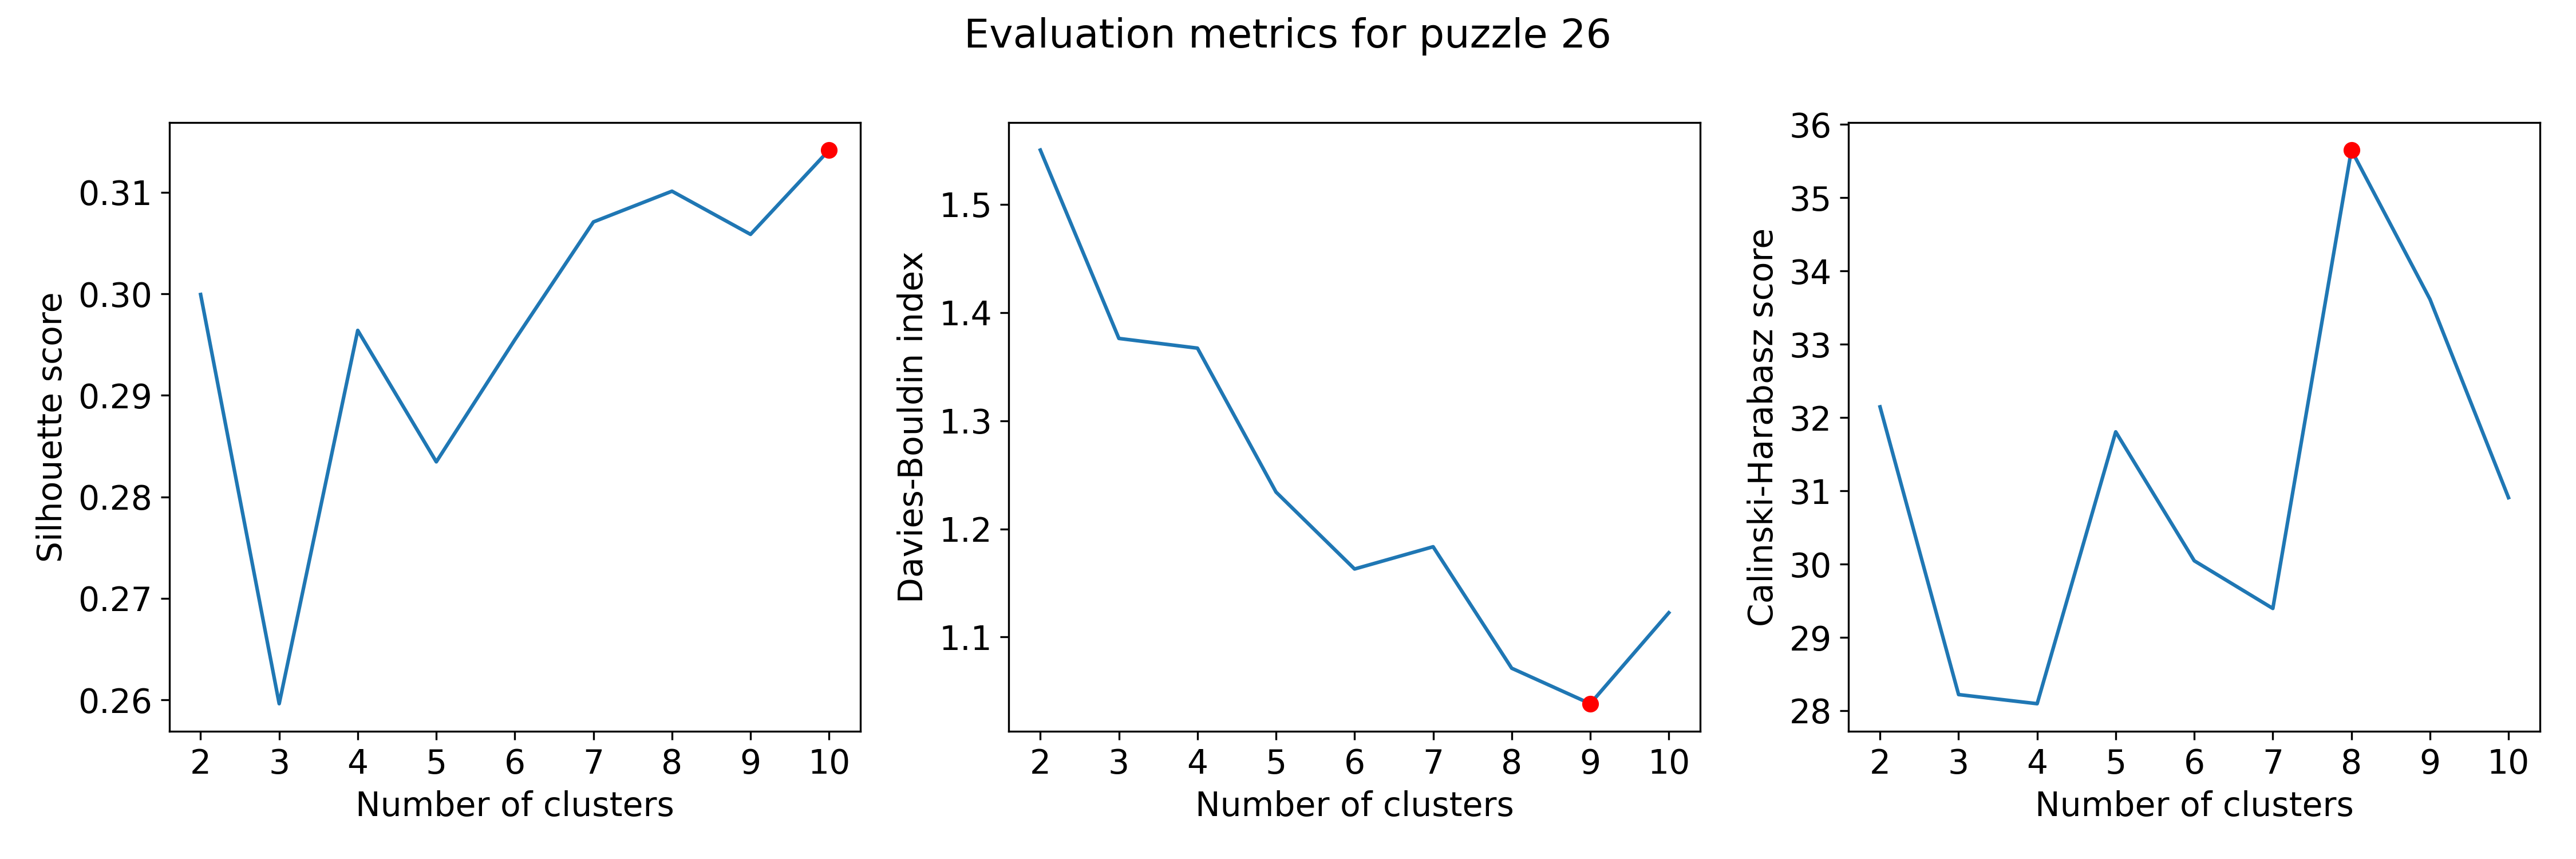 Evaluation metrics for puzzle 26
Silhouette score
0.31
0.30
0.29
0.28
0.27
0.26
2 3 4 5 6 7 8 9 10
Number of clusters
Davies-Bouldin index
1.5
1.4
1.3
1.2
1.1
2 3 4 5 6 7 8 9 10
Number of clusters
Calinski-Harabasz score
36
35
34
33
32
31
30
29
28
2 3 4 5 6 7 8 9 10
Number of clusters